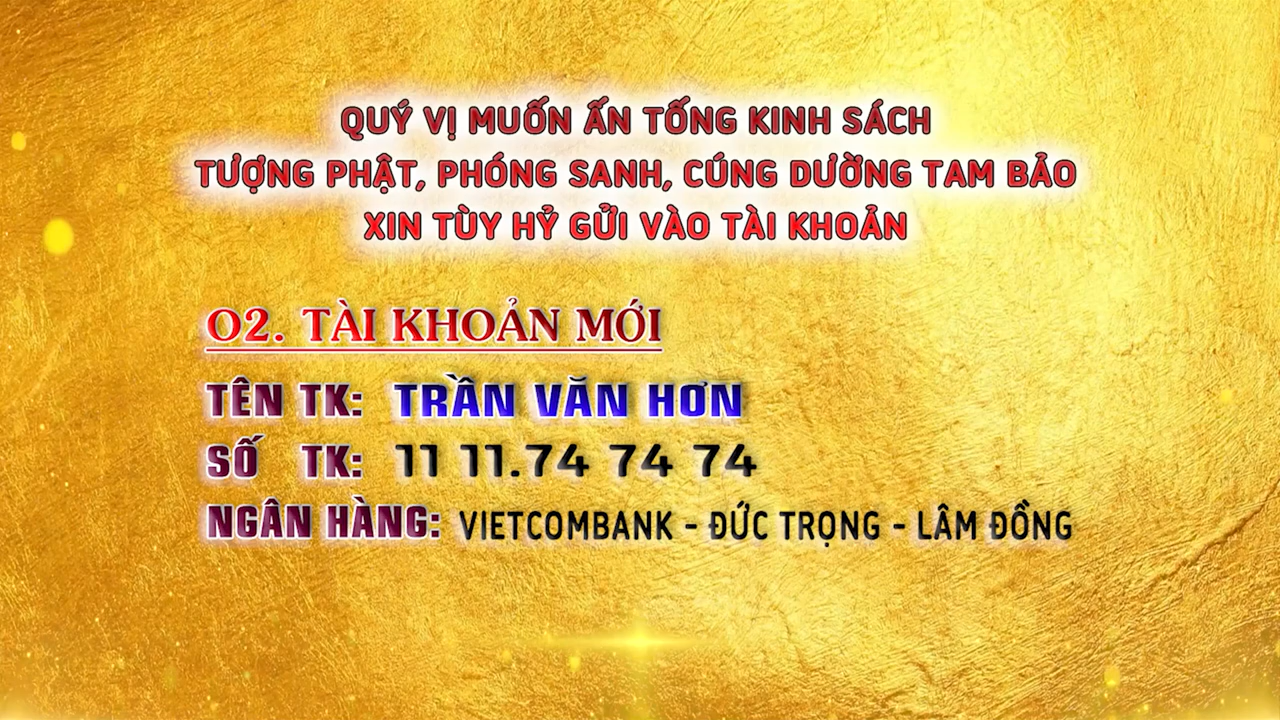 QUÝ VỊ MUỐN ẤN TỐNG KINH SÁCH
TƯỢNG PHẬT, PHÓNG SANH, CÚNG DƯỜNG TAM BẢO
XIN TÙY HỶ GỬI VÀO TÀI KHOẢN
02. TÀI KHOẢN MỚI
TÊN TK: TRẦN VĂN HƠN
SỐ TK: 11 11.74 74 74
NGÂN HÀNG: VIETCOMBANK - ĐỨC TRỌNG - LÂM ĐỒNG